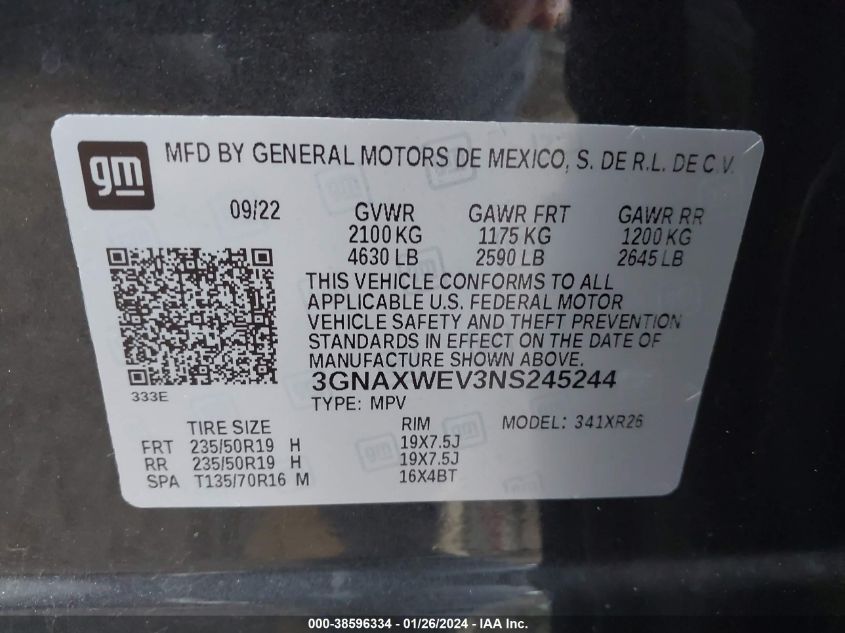 gm
MFD BY GENERAL MOTORS DE MEXICO, S. DE R.L. DE C.V.
09/22 GVWR GAWR FRT GAWR RR
2100 KG 1175 KG 1200 KG
4630 LB 2590 LB 2645 LB
THIS VEHICLE CONFORMS TO ALL
APPLICABLE U.S. FEDERAL MOTOR
VEHICLE SAFETY AND THEFT PREVENTION
STANDARDS IN EFFECT ON THE DATE OF
MANUFACTURE SHOWN ABOVE.
333E 3GNAXWEV3NS245244
TYPE: MPV
TIRE SIZE RIM MODEL: 341XR26
FRT 235/50R19 H 19X7.5J
RR 235/50R19 H 19X7.5J
SPA T135/70R16 M 16X4BT
000-38596334 - 01/26/2024 - IAA Inc.